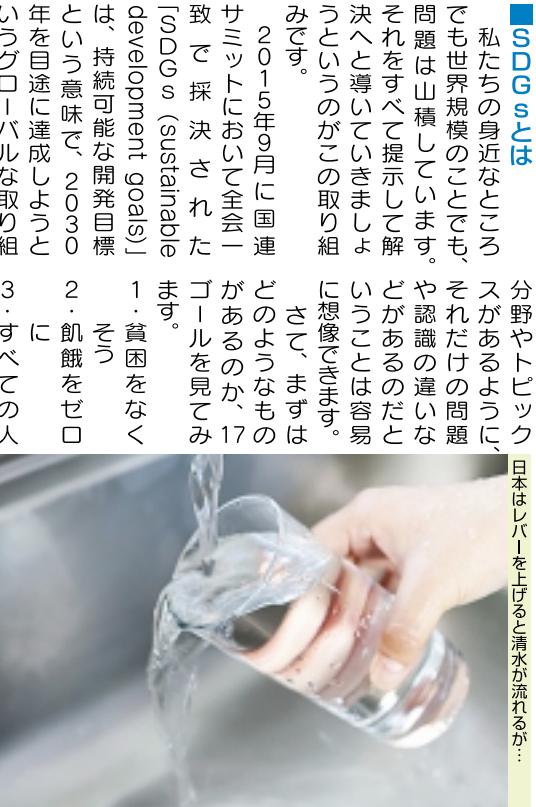 ■SDGsとは
私たちの身近なところ
でも世界規模のことでも、
問題は山積しています。
それをすべて提示して解
決へと導いていきましょ
うというのがこの取り組
みです。
2015年9月に国連
サミットにおいて全会一
致で採決された
「SDGs（sustainable
development goals）」
は、持続可能な開発目標
という意味で、2030
年を目途に達成しようと
いうグローバルな取り組
分野やトピック
スがあるように、
それだけの問題
や認識の違いな
どがあるのだと
いうことは容易
に想像できます。
さて、まずは
どのようなもの
があるのか、17
ゴールを見てみ
ます。
1・貧困をなく
そう
2・飢餓をゼロ
に
3・すべての人
日本はレバーを上げると清水が流れるが…